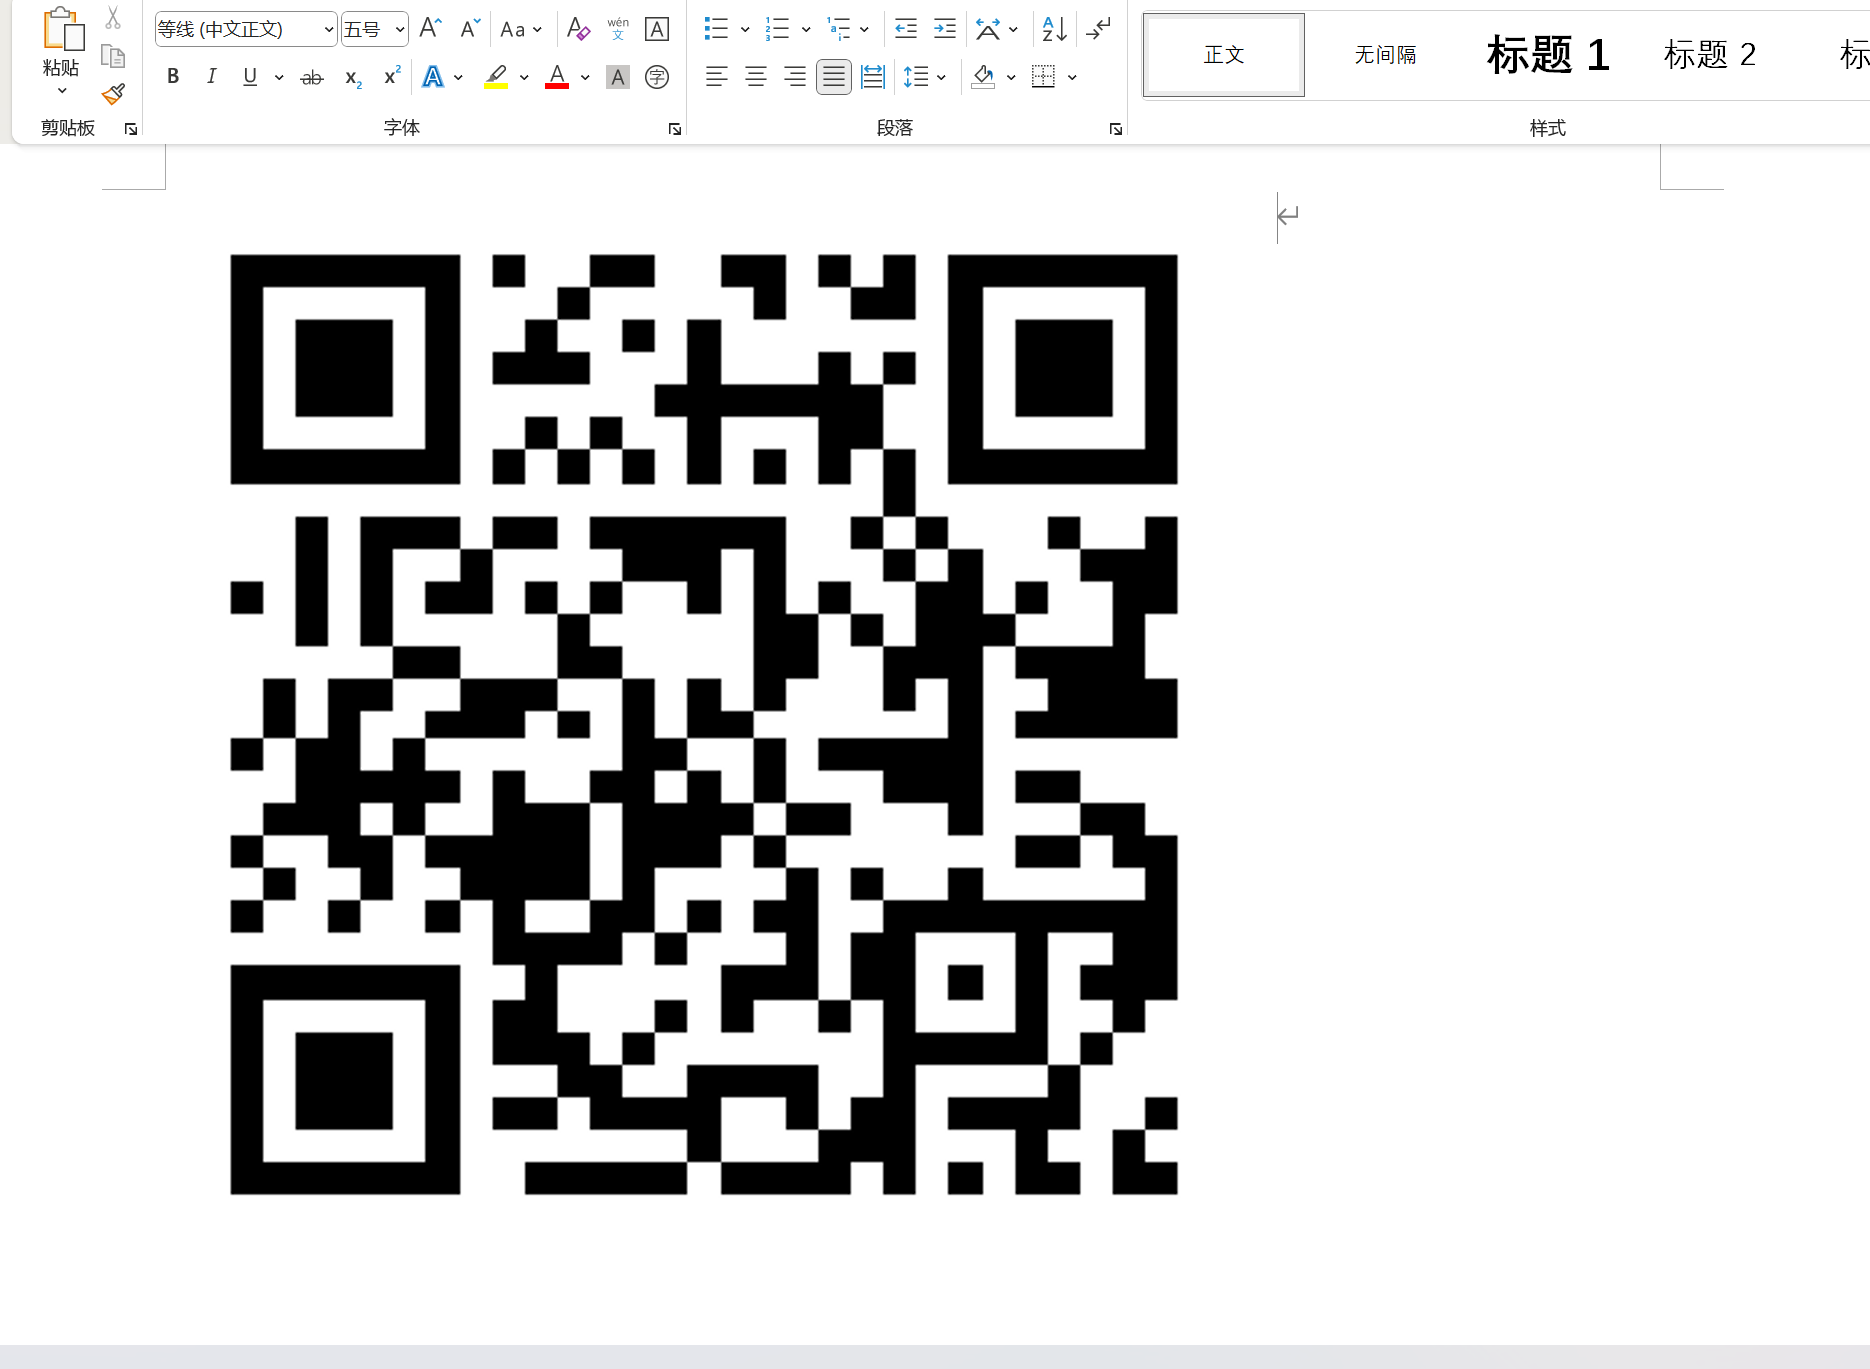 等线 (中文正文) 五号 A A Aa A wén 文 A
粘贴
B I U ab x2 x2 A A A 字
剪贴板 字体 段落 样式
正文 无间隔 标题 1 标题 2